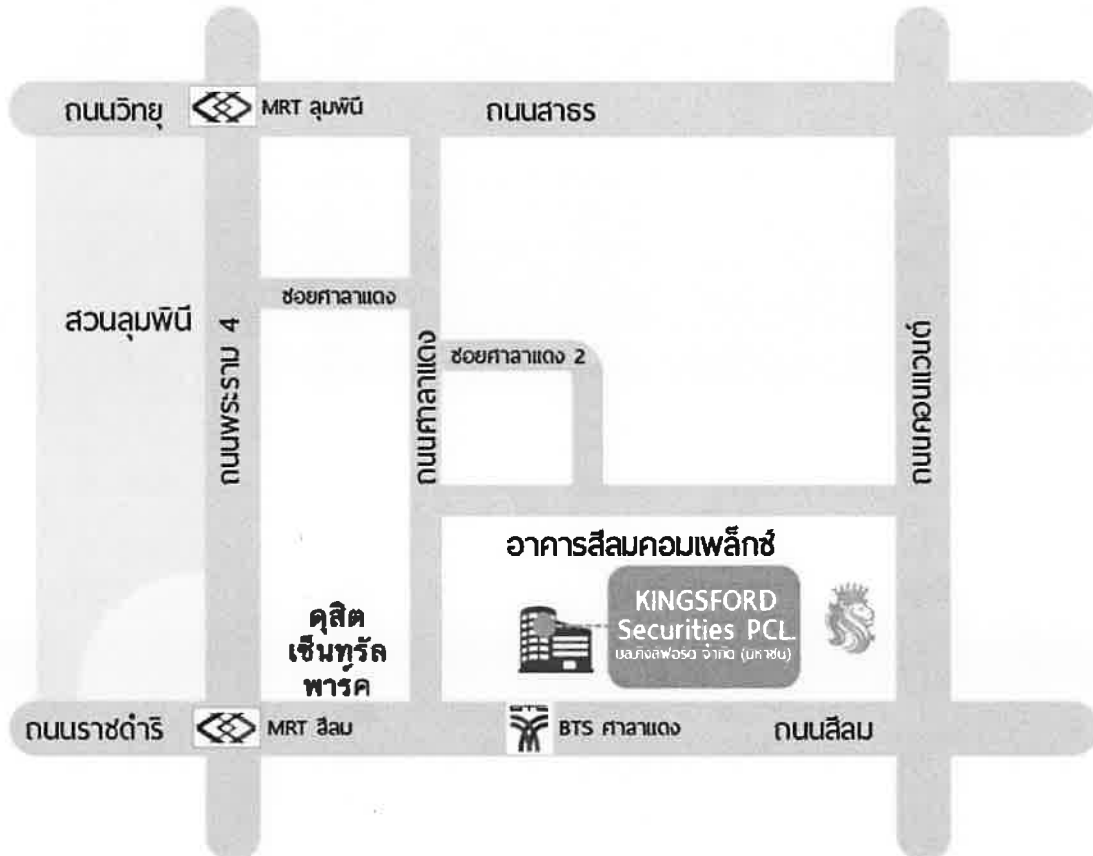 ถนนวิทยุ
MRT ลุมพินี
ถนนสาธร
ซอยศาลาแดง
สวนลุมพินี
ถนนพระราม 4
ถนนศาลาแดง
ซอยศาลาแดง 2
ถนนคอนแวนต์
อาคารสีลมคอมเพล็กซ์
KINGSFORD
Securities PCL.
บล.คิงส์ฟอร์ด จำกัด (มหาชน)
ดุสิต
เซ็นทรัล
พาร์ค
ถนนราชดำริ
MRT สีลม
BTS
BTS ศาลาแดง
ถนนสีลม